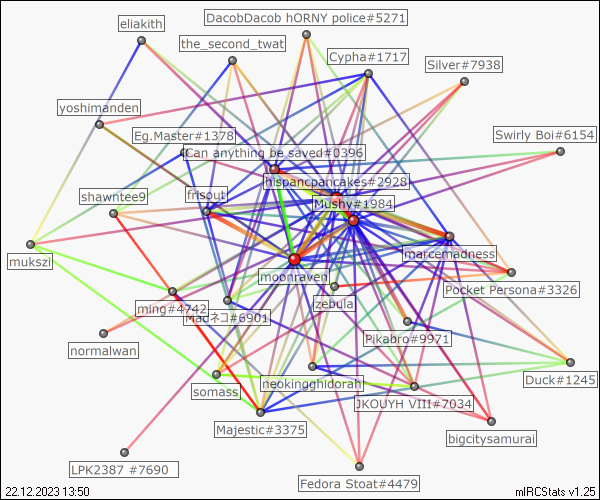 DacobDacob hORNY police#5271
eliakith
the_second_twat
Cypha#1717
Silver#7938
yoshimanden
Eg.Master#1378
Swirly Boi#6154
Can anything be saved#0396
hispancpancakes#2928
shawntee9
frisout
Mushy#1984
mukszi
marcemadness
moonraven
Pocket Persona#3326
zebula
ming#4742
Madネコ#6901
Pikabro#9971
normalwan
Duck#1245
somass
neokingghidorah
JKOUYH VIII#7034
Majestic#3375
bigcitysamurai
LPK2387 #7690
Fedora Stoat#4479
22.12.2023 13:50
mIRCStats v1.25